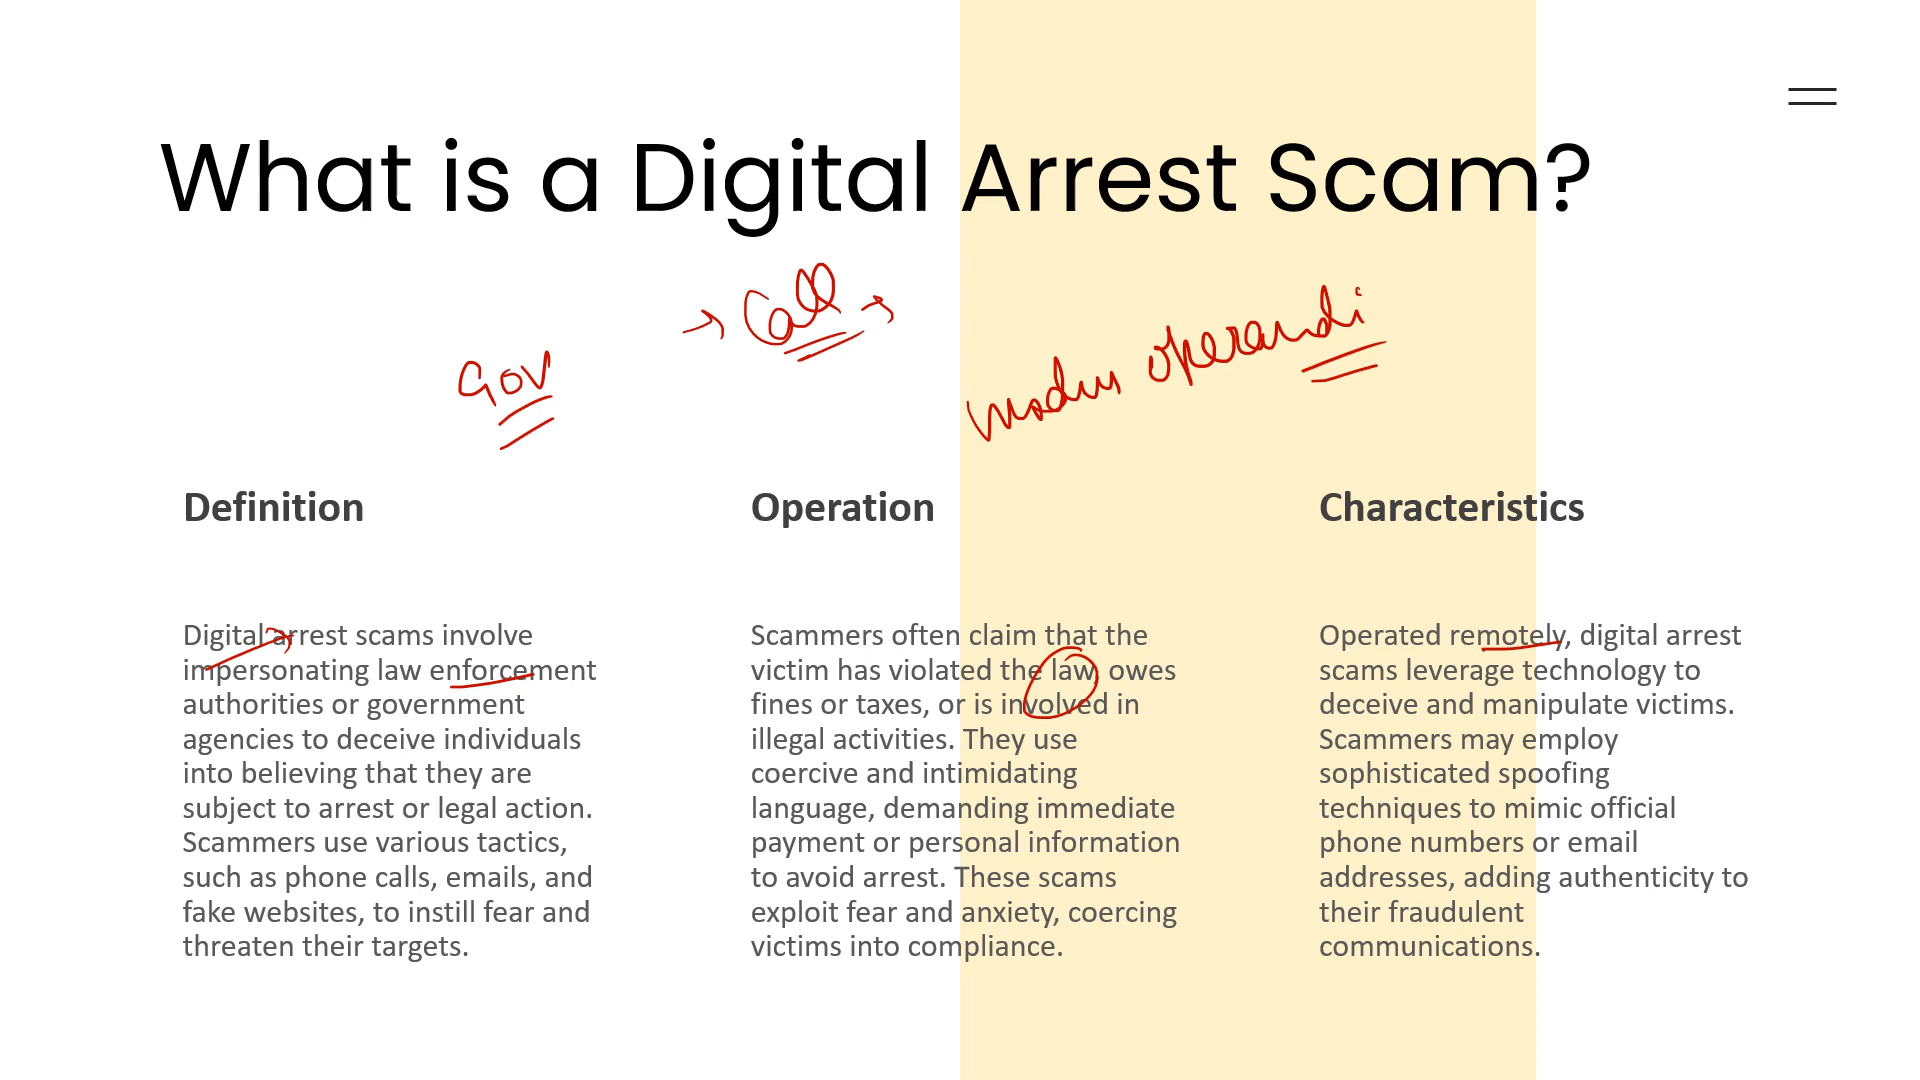 What is a Digital Arrest Scam?
→ Call →
Gov
modus operandi
Definition
Digital arrest scams involve
impersonating law enforcement
authorities or government
agencies to deceive individuals
into believing that they are
subject to arrest or legal action.
Scammers use various tactics,
such as phone calls, emails, and
fake websites, to instill fear and
threaten their targets.
Operation
Scammers often claim that the
victim has violated the law, owes
fines or taxes, or is involved in
illegal activities. They use
coercive and intimidating
language, demanding immediate
payment or personal information
to avoid arrest. These scams
exploit fear and anxiety, coercing
victims into compliance.
Characteristics
Operated remotely, digital arrest
scams leverage technology to
deceive and manipulate victims.
Scammers may employ
sophisticated spoofing
techniques to mimic official
phone numbers or email
addresses, adding authenticity to
their fraudulent
communications.